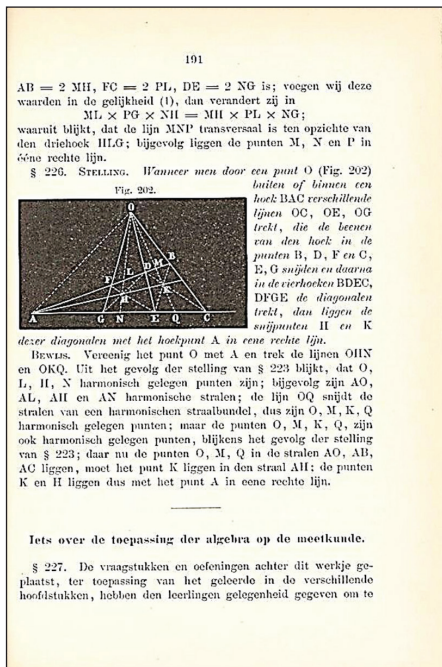 191
AB = 2 MH, FC = 2 PL, DE = 2 NG is; voegen wij deze
waarden in de gelijkheid (1), dan verandert zij in
ML × PG × NH = MH × PL × NG;
waaruit blijkt, dat de lijn MNP transversaal is ten opzichte van
den driehoek HLG; bijgevolg liggen de punten M, N en P in
ééne rechte lijn.
§ 226. STELLING. Wanneer men door een punt O (Fig. 202)
Fig. 202.
buiten of binnen een
hoek BAC verschillende
lijnen OC, OE, OG
trekt, die de beenen
van den hoek in de
punten B, D, F en C,
E, G snijden en daarna
in de vierhoeken BDEC,
DFGE de diagonalen
trekt, dan liggen de
snijpunten H en K
O
B
D M
L
F
K
H
A G N E Q C
dezer diagonalen met het hoekpunt A in eene rechte lijn.
BEWIJS. Vereenig het punt O met A en trek de lijnen OHN
en OKQ. Uit het gevolg der stelling van § 223 blijkt, dat O,
L, H, N harmonisch gelegen punten zijn; bijgevolg zijn AO,
AL, AH en AN harmonische stralen; de lijn OQ snijdt de
stralen van een harmonischen straalbundel, dus zijn O, M, K, Q
harmonisch gelegen punten; maar de punten O, M, K, Q, zijn
ook harmonisch gelegen punten, blijkens het gevolg der stelling
van § 223; daar nu de punten O, M, Q in de stralen AO, AB,
AC liggen, moet het punt K liggen in den straal AH; de punten
K en H liggen dus met het punt A in eene rechte lijn.
Iets over de toepassing der algebra op de meetkunde.
§ 227. De vraagstukken en oefeningen achter dit werkje ge-
plaatst, ter toepassing van het geleerde in de verschillende
hoofdstukken, hebben den leerlingen gelegenheid gegeven om te